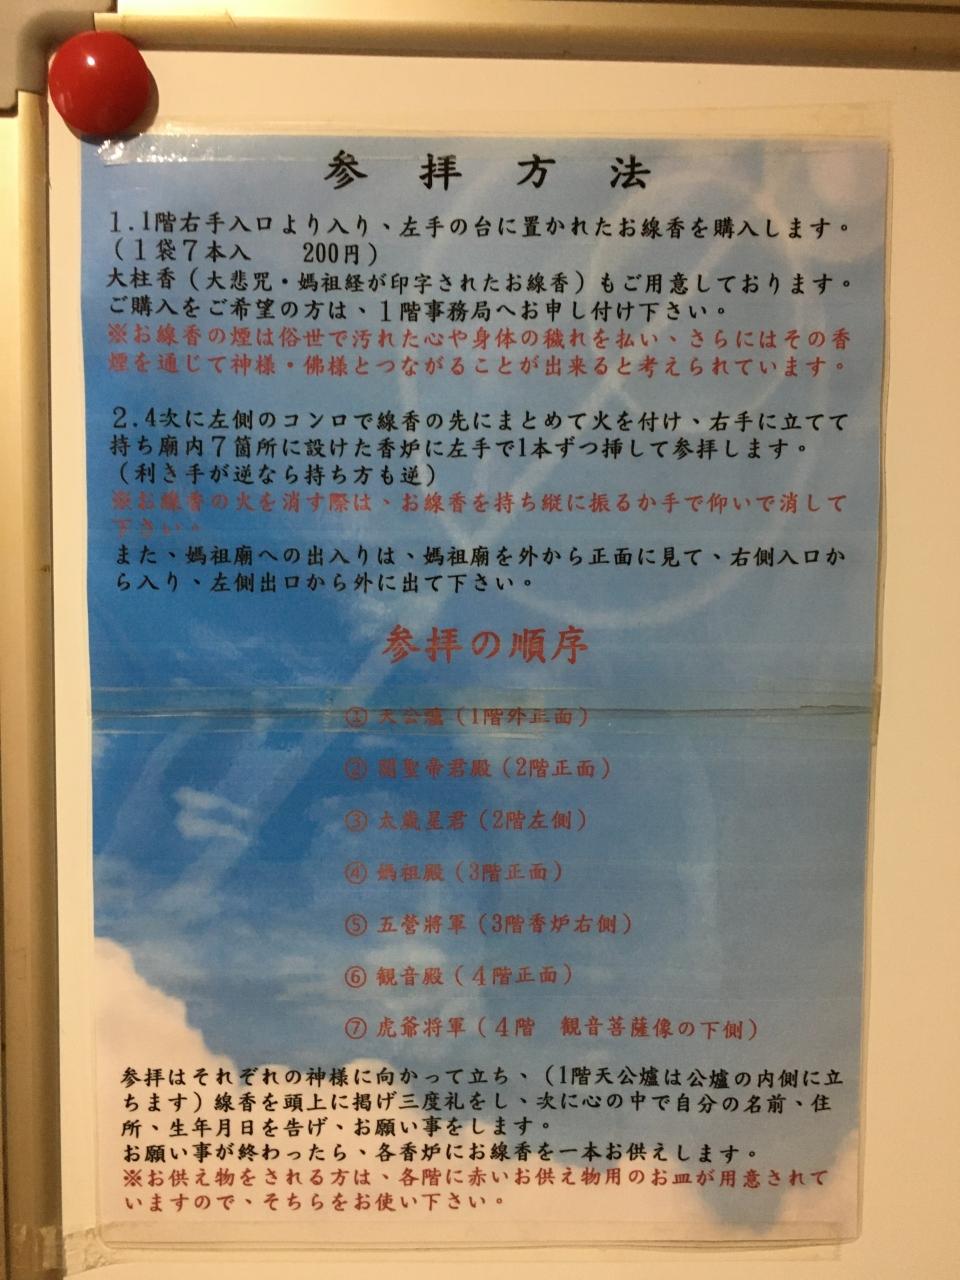 参拝方法
1.1階右手入口より入り、左手の台に置かれたお線香を購入します。
(1袋7本入　200円)
大柱香(大悲咒・媽祖経が印字されたお線香)もご用意しております。
ご購入をご希望の方は、1階事務局へお申し付け下さい。
※お線香の煙は俗世で汚れた心や身体の穢れを払い、さらにはその香
煙を通じて神様・佛様とつながることが出来ると考えられています。
2.4次に左側のコンロで線香の先にまとめて火を付け、右手に立てて
持ち廟内7箇所に設けた香炉に左手で1本ずつ挿して参拝します。
(利き手が逆なら持ち方も逆)
※お線香の火を消す際は、お線香を持ち縦に振るか手で仰いで消して
下さい。
また、媽祖廟への出入りは、媽祖廟を外から正面に見て、右側入口か
ら入り、左側出口から外に出て下さい。
参拝の順序
① 天公爐(1階外正面)
② 關聖帝君殿(2階正面)
③ 太歲星君(2階左側)
④ 媽祖殿(3階正面)
⑤ 五營將軍(3階香炉右側)
⑥ 観音殿(4階正面)
⑦ 虎爺将軍(4階　観音菩薩像の下側)
参拝はそれぞれの神様に向かって立ち、(1階天公爐は公爐の内側に立
ちます)線香を頭上に掲げ三度礼をし、次に心の中で自分の名前、住
所、生年月日を告げ、お願い事をします。
お願い事が終わったら、各香炉にお線香を一本お供えします。
※お供え物をされる方は、各階に赤いお供え物用のお皿が用意されて
いますので、そちらをお使い下さい。